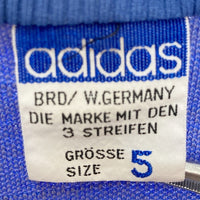 adidas
BRD/ W.GERMANY
DIE MARKE MIT DEN
3 STREIFEN
GRÖSSE
SIZE 5